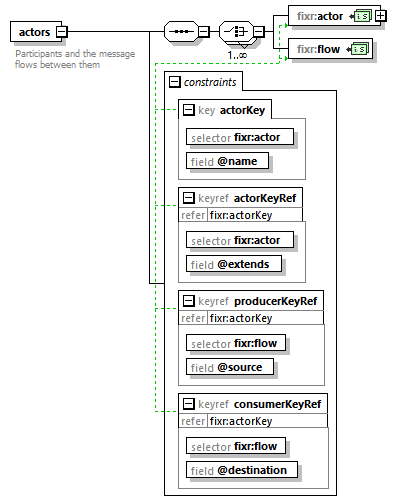 actors
Participants and the message
flows between them
1..∞
fixr:actor
is
fixr:flow
is
constraints
key actorKey
selector fixr:actor
field @name
keyref actorKeyRef
refer fixr:actorKey
selector fixr:actor
field @extends
keyref producerKeyRef
refer fixr:actorKey
selector fixr:flow
field @source
keyref consumerKeyRef
refer fixr:actorKey
selector fixr:flow
field @destination